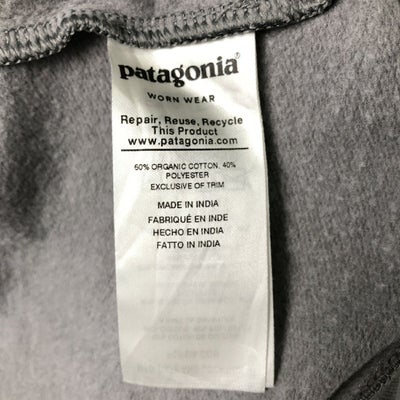 patagonia®
WORN WEAR
Repair, Reuse, Recycle
This Product
www.patagonia.com
60% ORGANIC COTTON, 40%
POLYESTER
EXCLUSIVE OF TRIM
MADE IN INDIA
FABRIQUÉ EN INDE
HECHO EN INDIA
FATTO IN INDIA